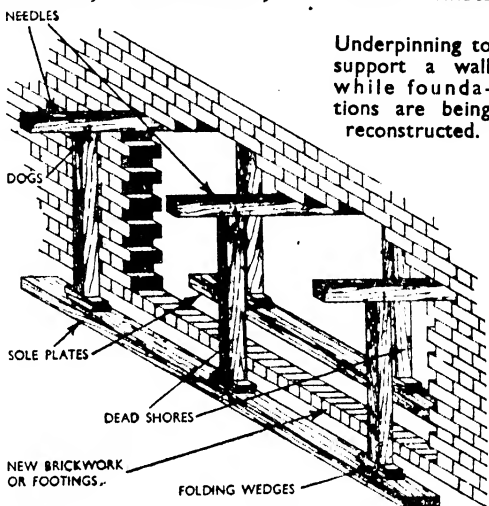 NEEDLES
Underpinning to
support a wall
while founda-
tions are being
reconstructed.
DOGS
SOLE PLATES
DEAD SHORES
NEW BRICKWORK
OR FOOTINGS.
FOLDING WEDGES